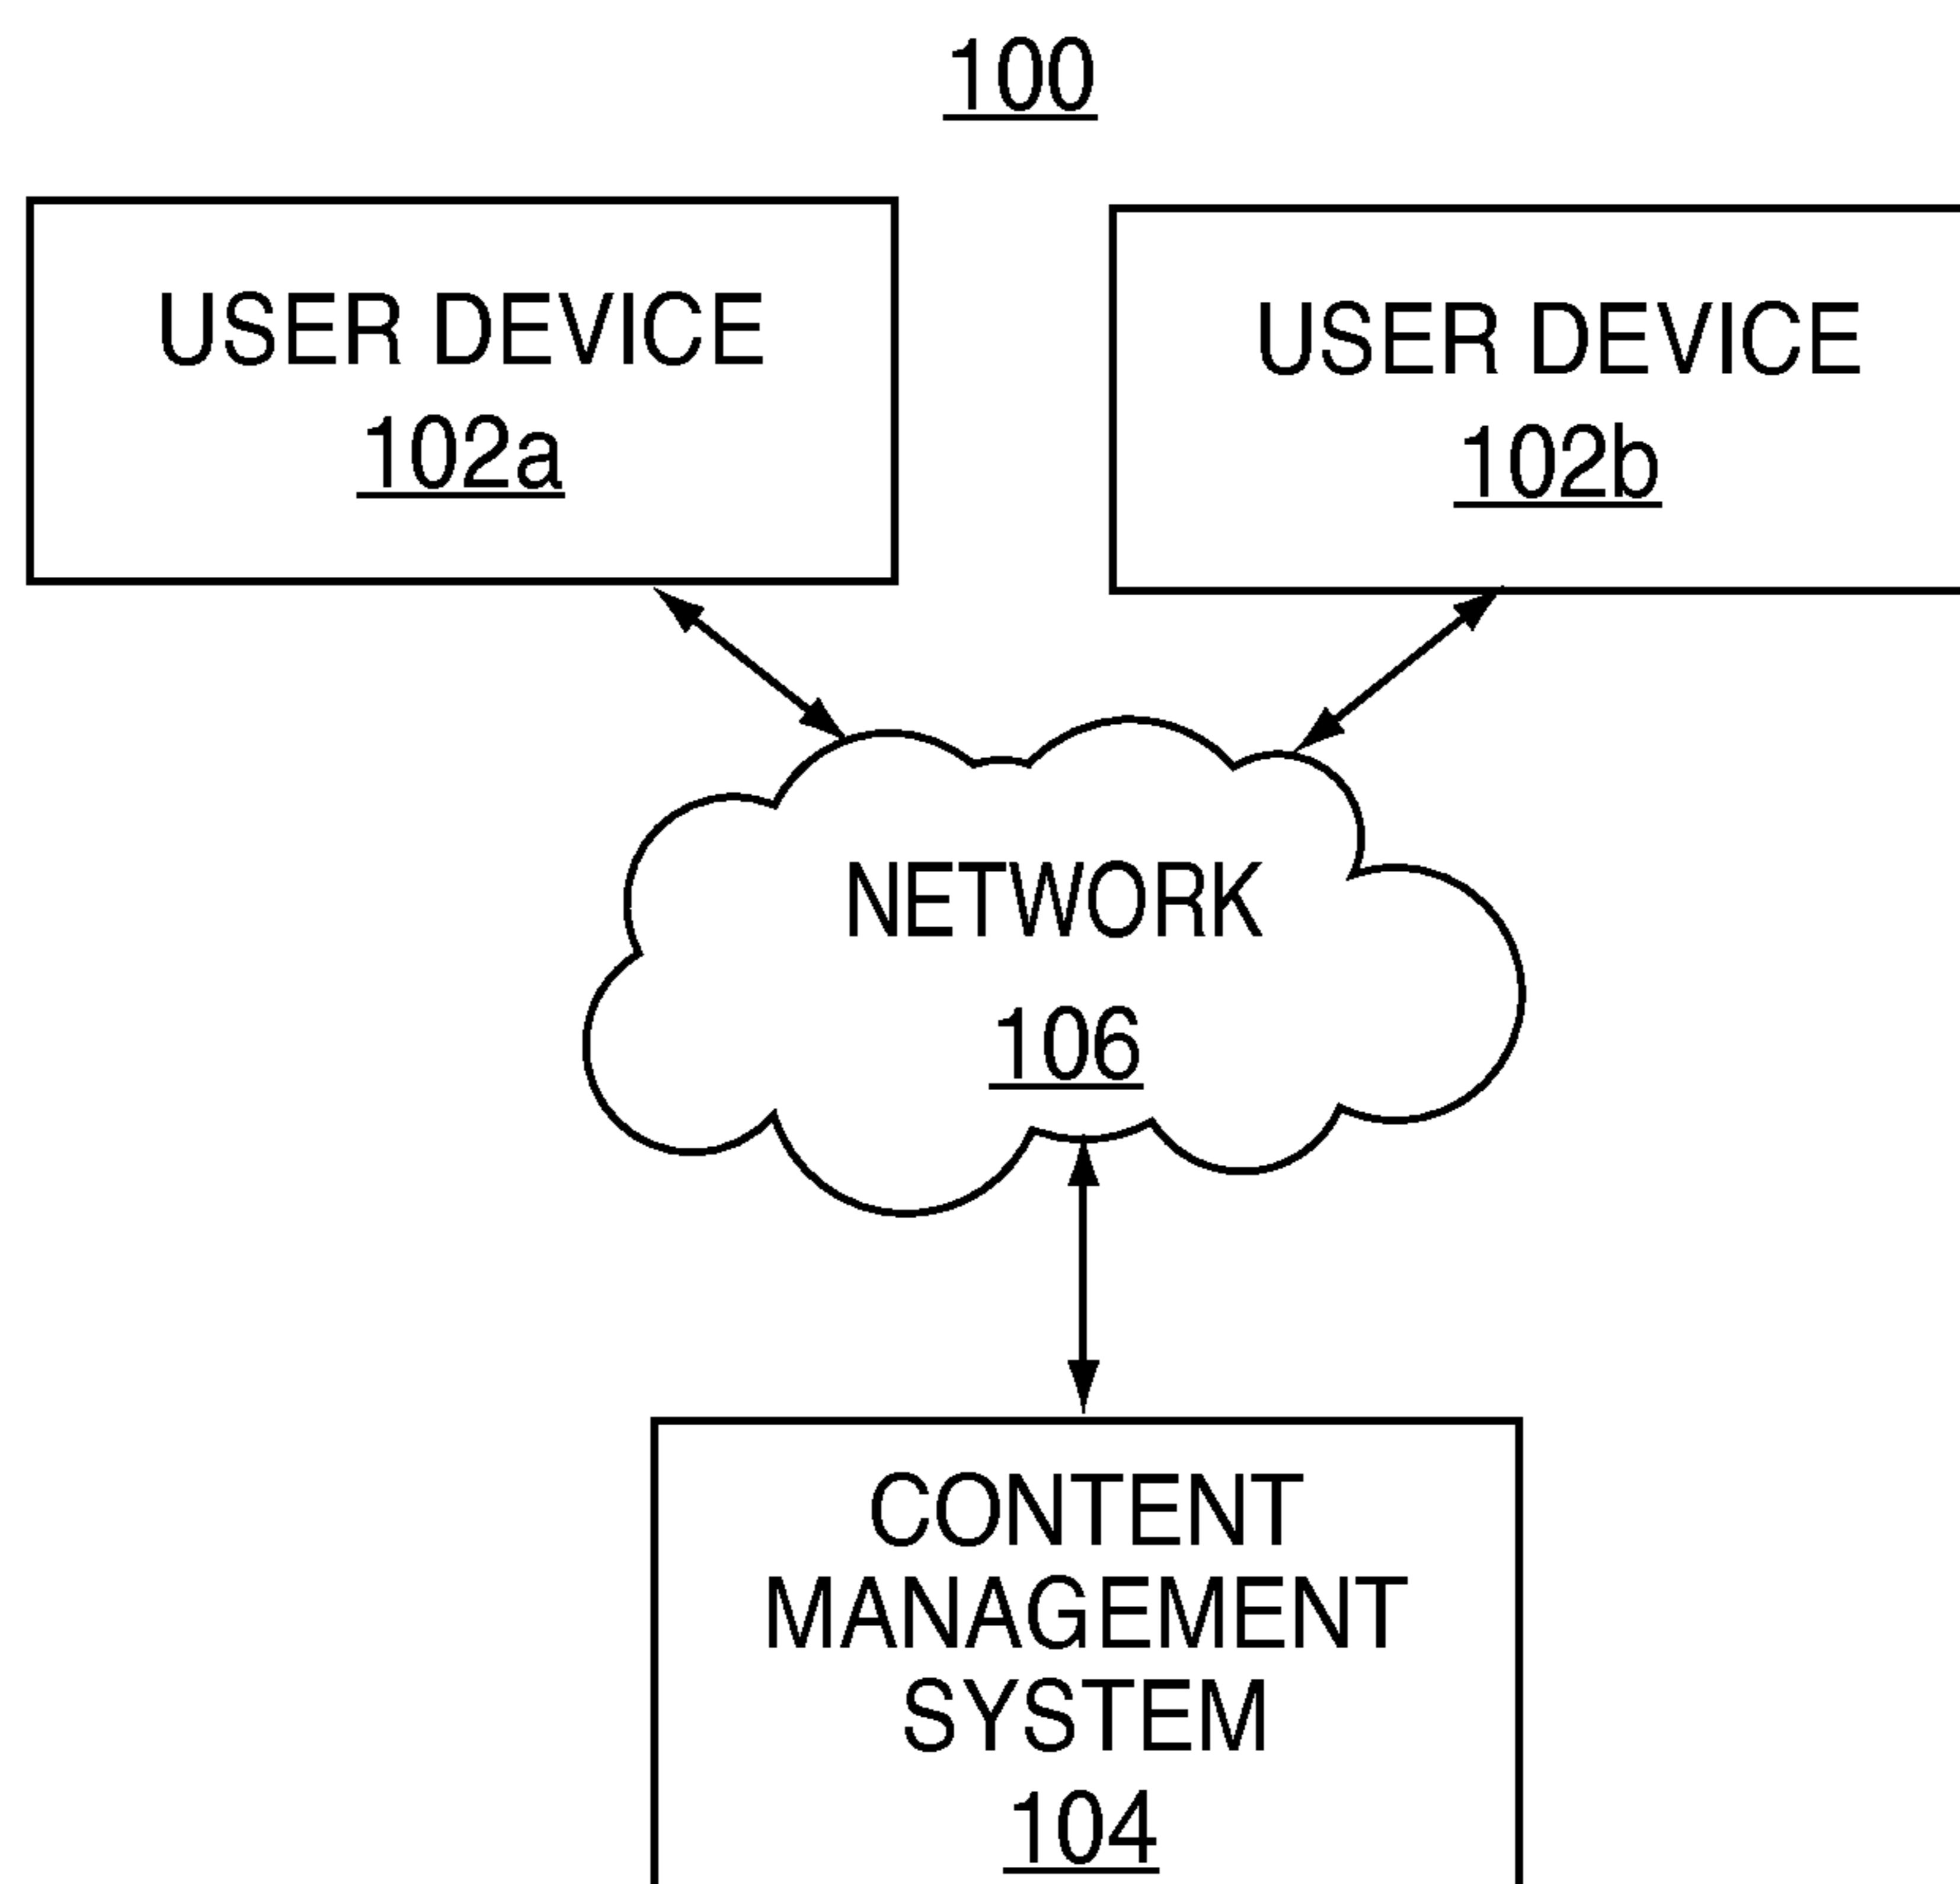 100
USER DEVICE
102a
USER DEVICE
102b
NETWORK
106
CONTENT
MANAGEMENT
SYSTEM
104